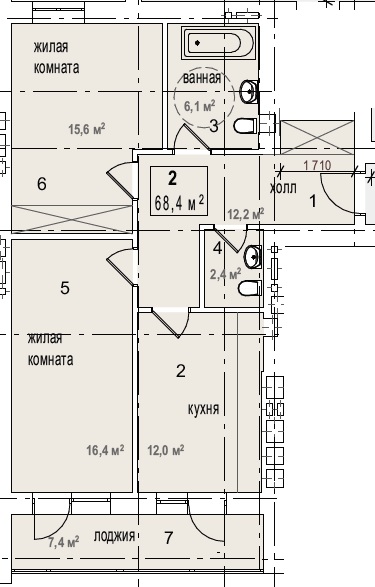 жилая
комната
ванная
6,1 м²
3
15,6 м²
1710
2
68,4 м²
6
холл
1
12,2 м²
4
2,4 м²
5
жилая
комната
2
кухня
16,4 м²
12,0 м²
7,4 м²
лоджия
7